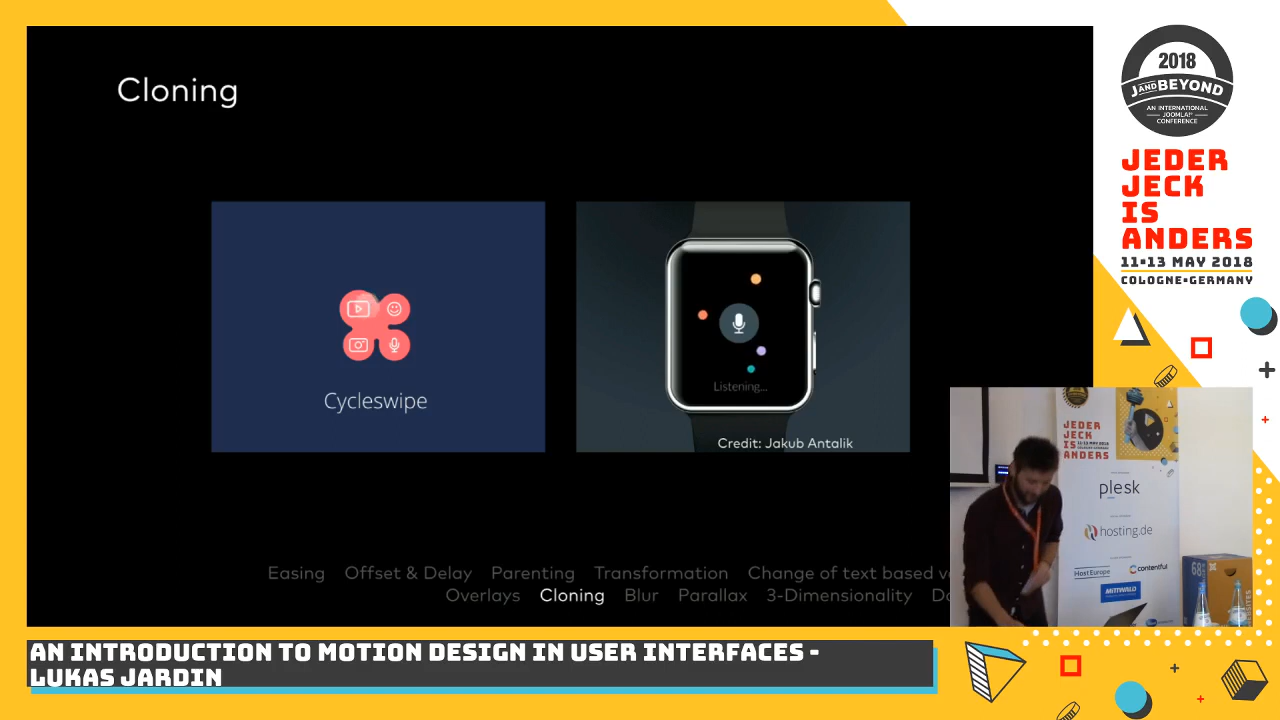 Cloning
Cycleswipe
Listening...
Credit: Jakub Antalik
Easing Offset & Delay Parenting Transformation Change of text based
Overlays Cloning Blur Parallax 3-Dimensionality
2018
J AND BEYOND
AN INTERNATIONAL
JOOMLA!®
CONFERENCE
JEDER
JECK
IS
ANDERS
11-13 MAY 2018
COLOGNE-GERMANY
JEDER
JECK
IS
ANDERS
plesk
hosting.de
HostEurope
contentful
MITTWALD
68
AN INTRODUCTION TO MOTION DESIGN IN USER INTERFACES -
LUKAS JARDIN